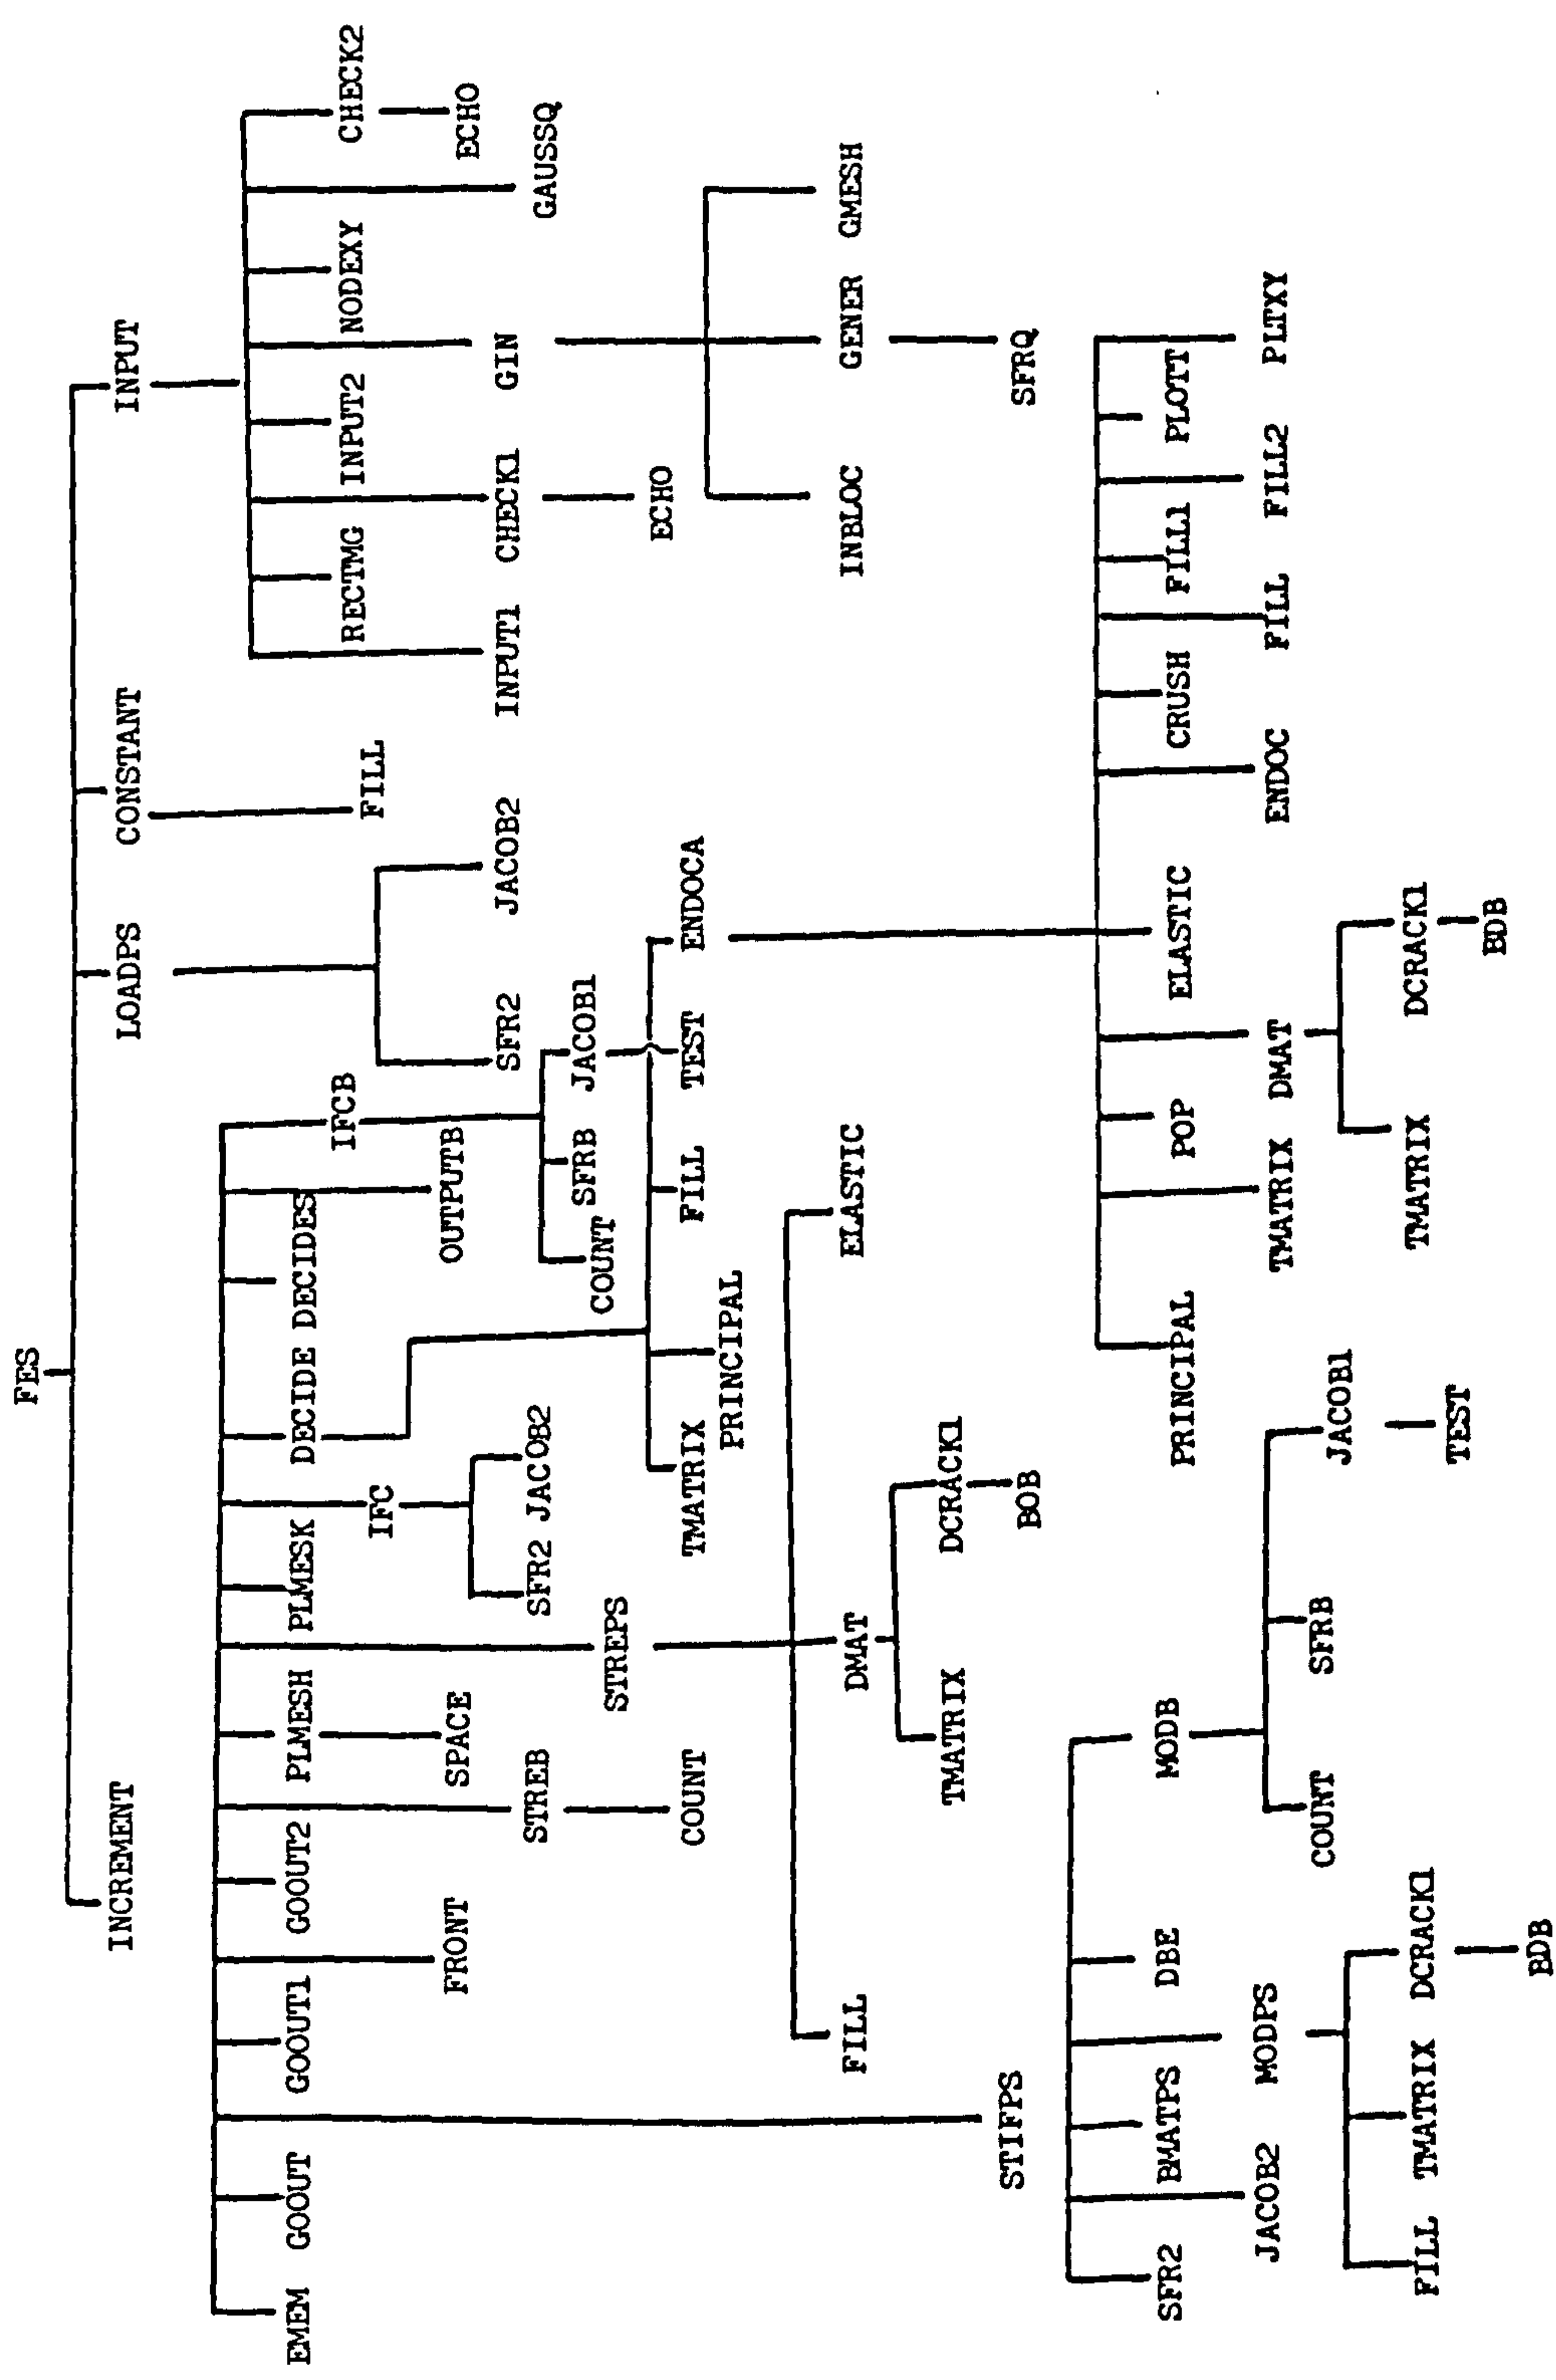 FES
INCREMENT LOADPS CONSTANT INPUT
EMEM GOOUT GOOUT1 GOOUT2 PLMESH PLMESK DECIDE DECIDES
IFCB
RECTMG INPUT2 NODEXY CHECK2
FILL
IFC
FRONT SPACE OUTPUTB
ECHO
SFR2 JACOB2
INPUT1 CHECK1 GIN
STREB SFR2 JACOB2
GAUSSQ
SFRB JACOB1
COUNT
STREPS
ECHO
COUNT TMATRIX FILL TEST ENDOCA
PRINCIPAL
FILL DMAT ELASTIC
INBLOC GENER GMESH
TMATRIX DCRACK1
STIFPS BOB
SFRQ
SFR2 BMATPS DBE MODB
PRINCIPAL POP ELASTIC CRUSH FILL1 PLOTT
JACOB2 MODPS
TMATRIX DMAT ENDOC FILL FILL2 PLTXY
COUNT SFRB JACOB1
FILL TMATRIX DCRACK1
TMATRIX DCRACK1
TEST
BDB
BDB